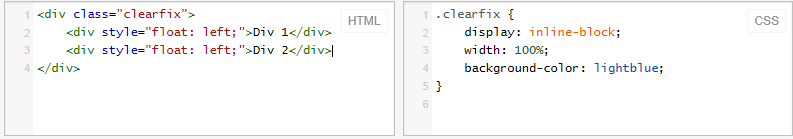 1 <div class="clearfix">
2     <div style="float: left;">Div 1</div>
3     <div style="float: left;">Div 2</div>
4 </div>
HTML
1 .clearfix {
2     display: inline-block;
3     width: 100%;
4     background-color: lightblue;
5 }
6
CSS